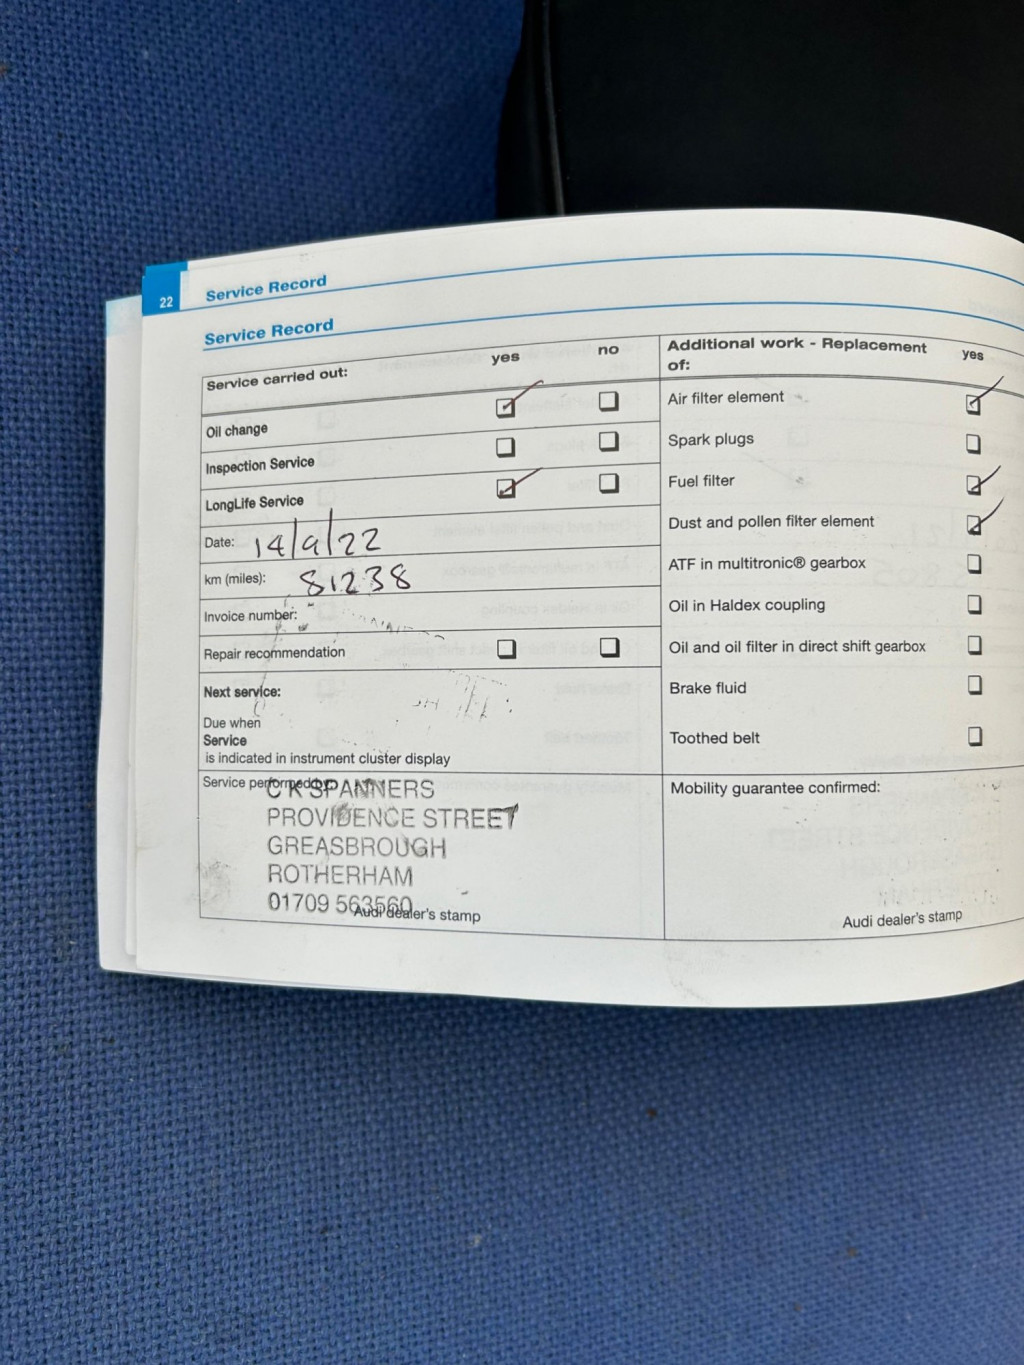 22 Service Record
Service Record
Service carried out: yes no
Oil change
Inspection Service
LongLife Service
Date: 14/9/22
km (miles): 81238
Invoice number:
Repair recommendation
Next service:
Due when
Service
is indicated in instrument cluster display
Service performed
CK SPANNERS
PROVIDENCE STREET
GREASBROUGH
ROTHERHAM
01709 563560
Audi dealer's stamp
Additional work - Replacement of: yes
Air filter element
Spark plugs
Fuel filter
Dust and pollen filter element
ATF in multitronic® gearbox
Oil in Haldex coupling
Oil and oil filter in direct shift gearbox
Brake fluid
Toothed belt
Mobility guarantee confirmed:
Audi dealer's stamp